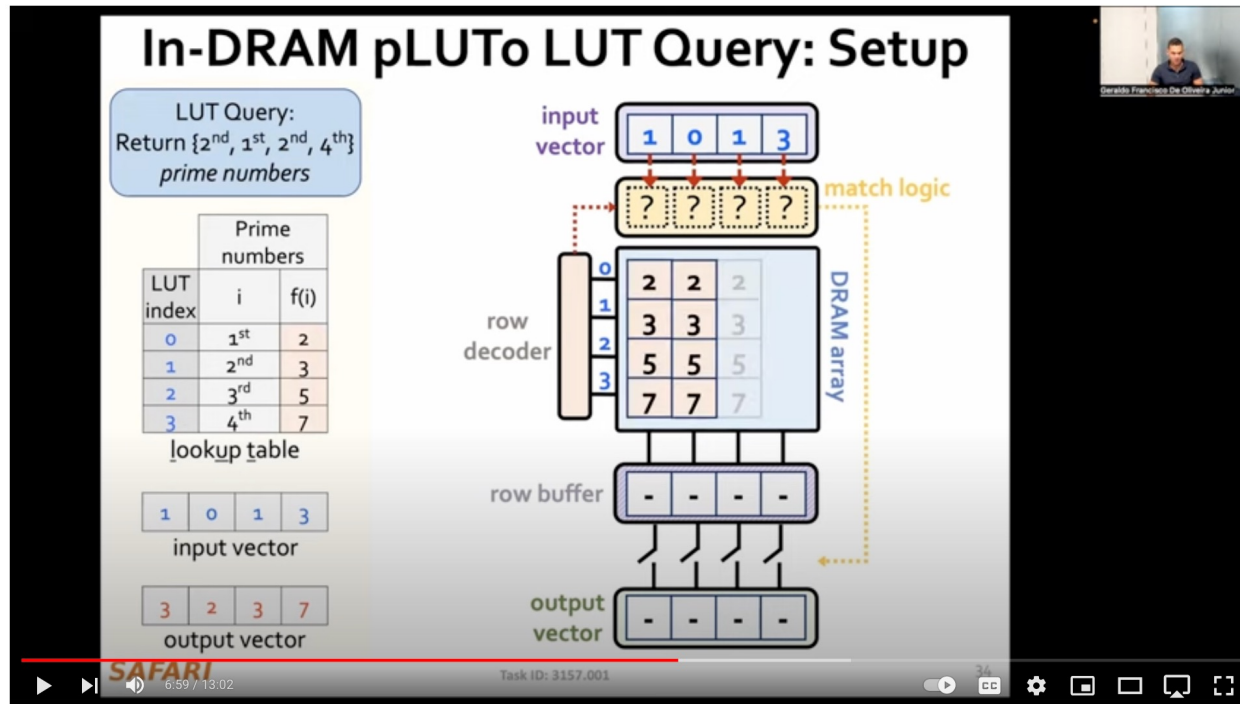 In-DRAM pLUTo LUT Query: Setup
Geraldo Francisco De Oliveira Junior
LUT Query:
Return {2nd, 1st, 2nd, 4th}
prime numbers
Prime
numbers
LUT
index
i
f(i)
0 1st 2
1 2nd 3
2 3rd 5
3 4th 7
lookup table
1 0 1 3
input vector
3 2 3 7
output vector
input
vector
1 0 1 3
? ? ? ?
match logic
row
decoder
0
1
2
3
2 2 2
3 3 3
5 5 5
7 7 7
DRAM array
row buffer
- - - -
output
vector
- - - -
SAFARI
Task ID: 3157.001
34
6:59 / 13:02
CC